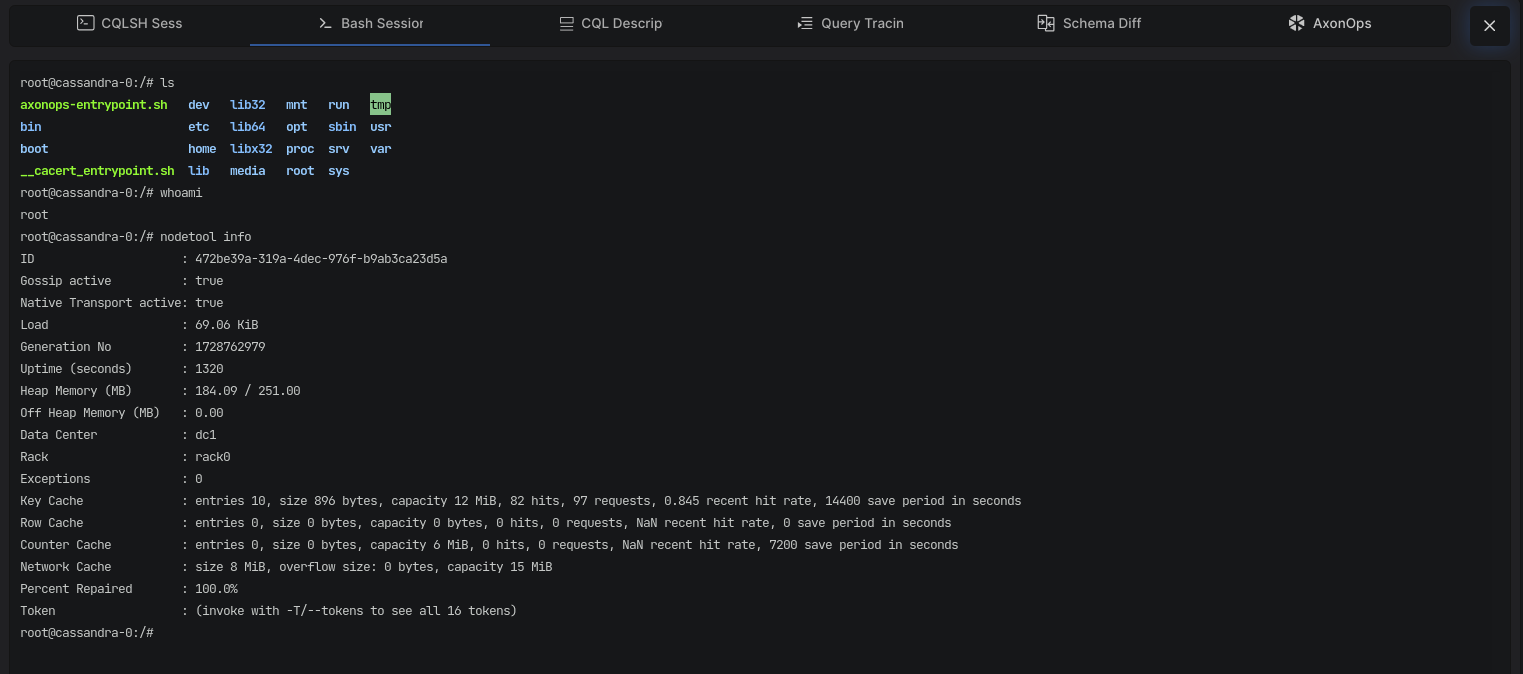 CQLSH Sess Bash Session CQL Descrip Query Tracin Schema Diff AxonOps
root@cassandra-0:/# ls
axonops-entrypoint.sh dev lib32 mnt run tmp
bin etc lib64 opt sbin usr
boot home libx32 proc srv var
__cacert_entrypoint.sh lib media root sys
root@cassandra-0:/# whoami
root
root@cassandra-0:/# nodetool info
ID : 472be39a-319a-4dec-976f-b9ab3ca23d5a
Gossip active : true
Native Transport active: true
Load : 69.06 KiB
Generation No : 1728762979
Uptime (seconds) : 1320
Heap Memory (MB) : 184.09 / 251.00
Off Heap Memory (MB) : 0.00
Data Center : dc1
Rack : rack0
Exceptions : 0
Key Cache : entries 10, size 896 bytes, capacity 12 MiB, 82 hits, 97 requests, 0.845 recent hit rate, 14400 save period in seconds
Row Cache : entries 0, size 0 bytes, capacity 0 bytes, 0 hits, 0 requests, NaN recent hit rate, 0 save period in seconds
Counter Cache : entries 0, size 0 bytes, capacity 6 MiB, 0 hits, 0 requests, NaN recent hit rate, 7200 save period in seconds
Network Cache : size 8 MiB, overflow size: 0 bytes, capacity 15 MiB
Percent Repaired : 100.0%
Token : (invoke with -T/--tokens to see all 16 tokens)
root@cassandra-0:/#